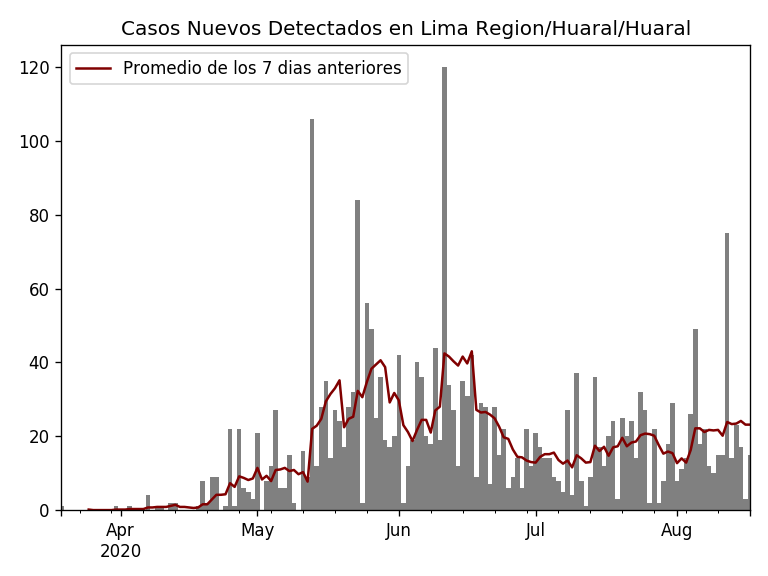 Casos Nuevos Detectados en Lima Region/Huaral/Huaral
Promedio de los 7 dias anteriores
120
100
80
60
40
20
0
Apr May Jun Jul Aug
2020